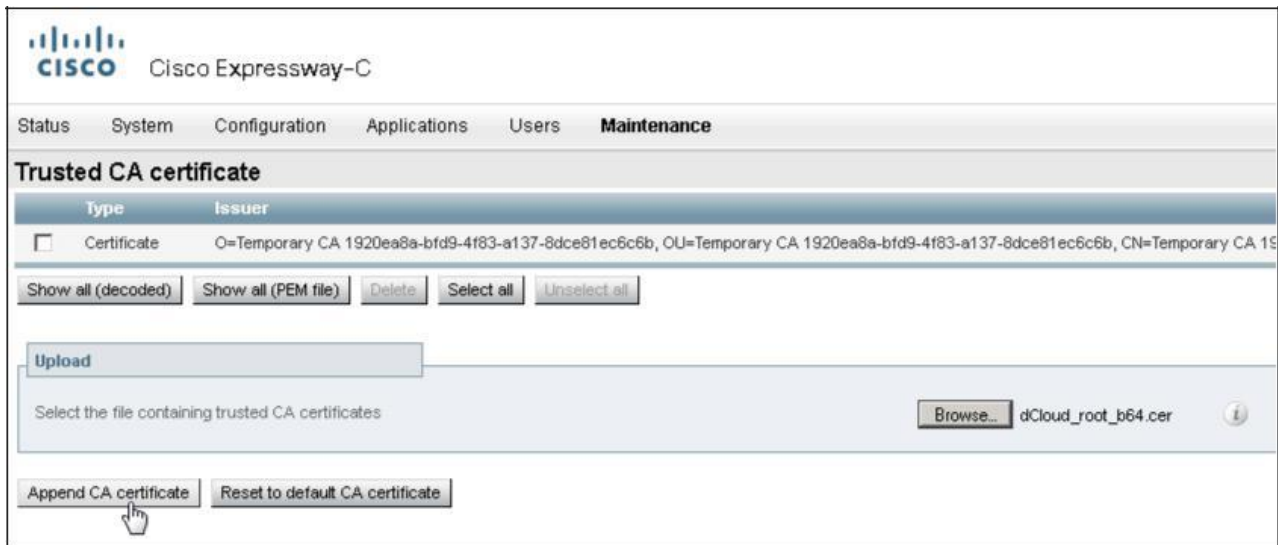 CISCO Cisco Expressway-C
Status System Configuration Applications Users Maintenance
Trusted CA certificate
Type Issuer
Certificate O=Temporary CA 1920ea8a-bfd9-4f83-a137-8dce81ec6c6b, OU=Temporary CA 1920ea8a-bfd9-4f83-a137-8dce81ec6c6b, CN=Temporary CA 19
Show all (decoded) Show all (PEM file) Delete Select all Unselect all
Upload
Select the file containing trusted CA certificates Browse... dCloud_root_b64.cer i
Append CA certificate Reset to default CA certificate